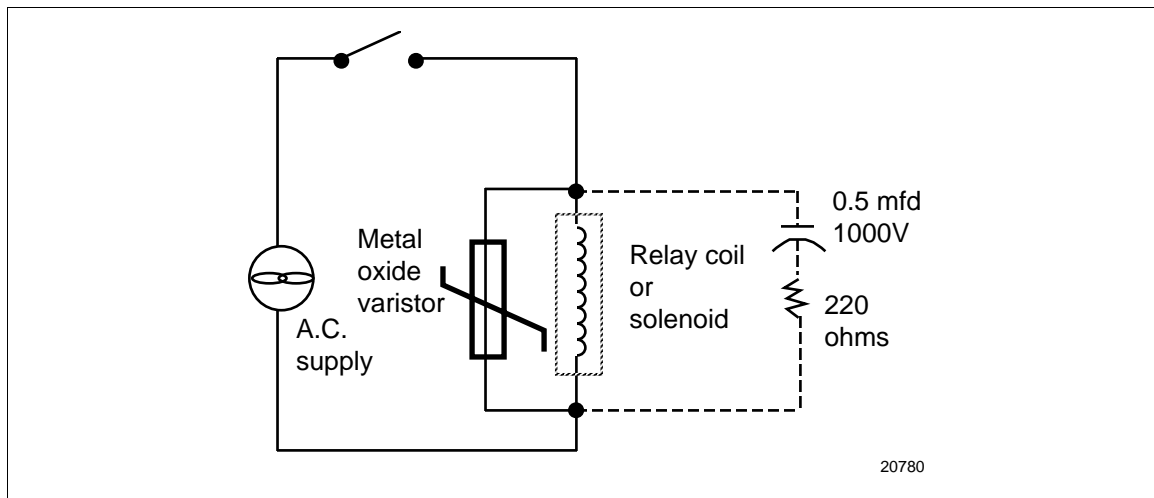 Metal
oxide
varistor
A.C.
supply
Relay coil
or
solenoid
0.5 mfd
1000V
220
ohms
20780